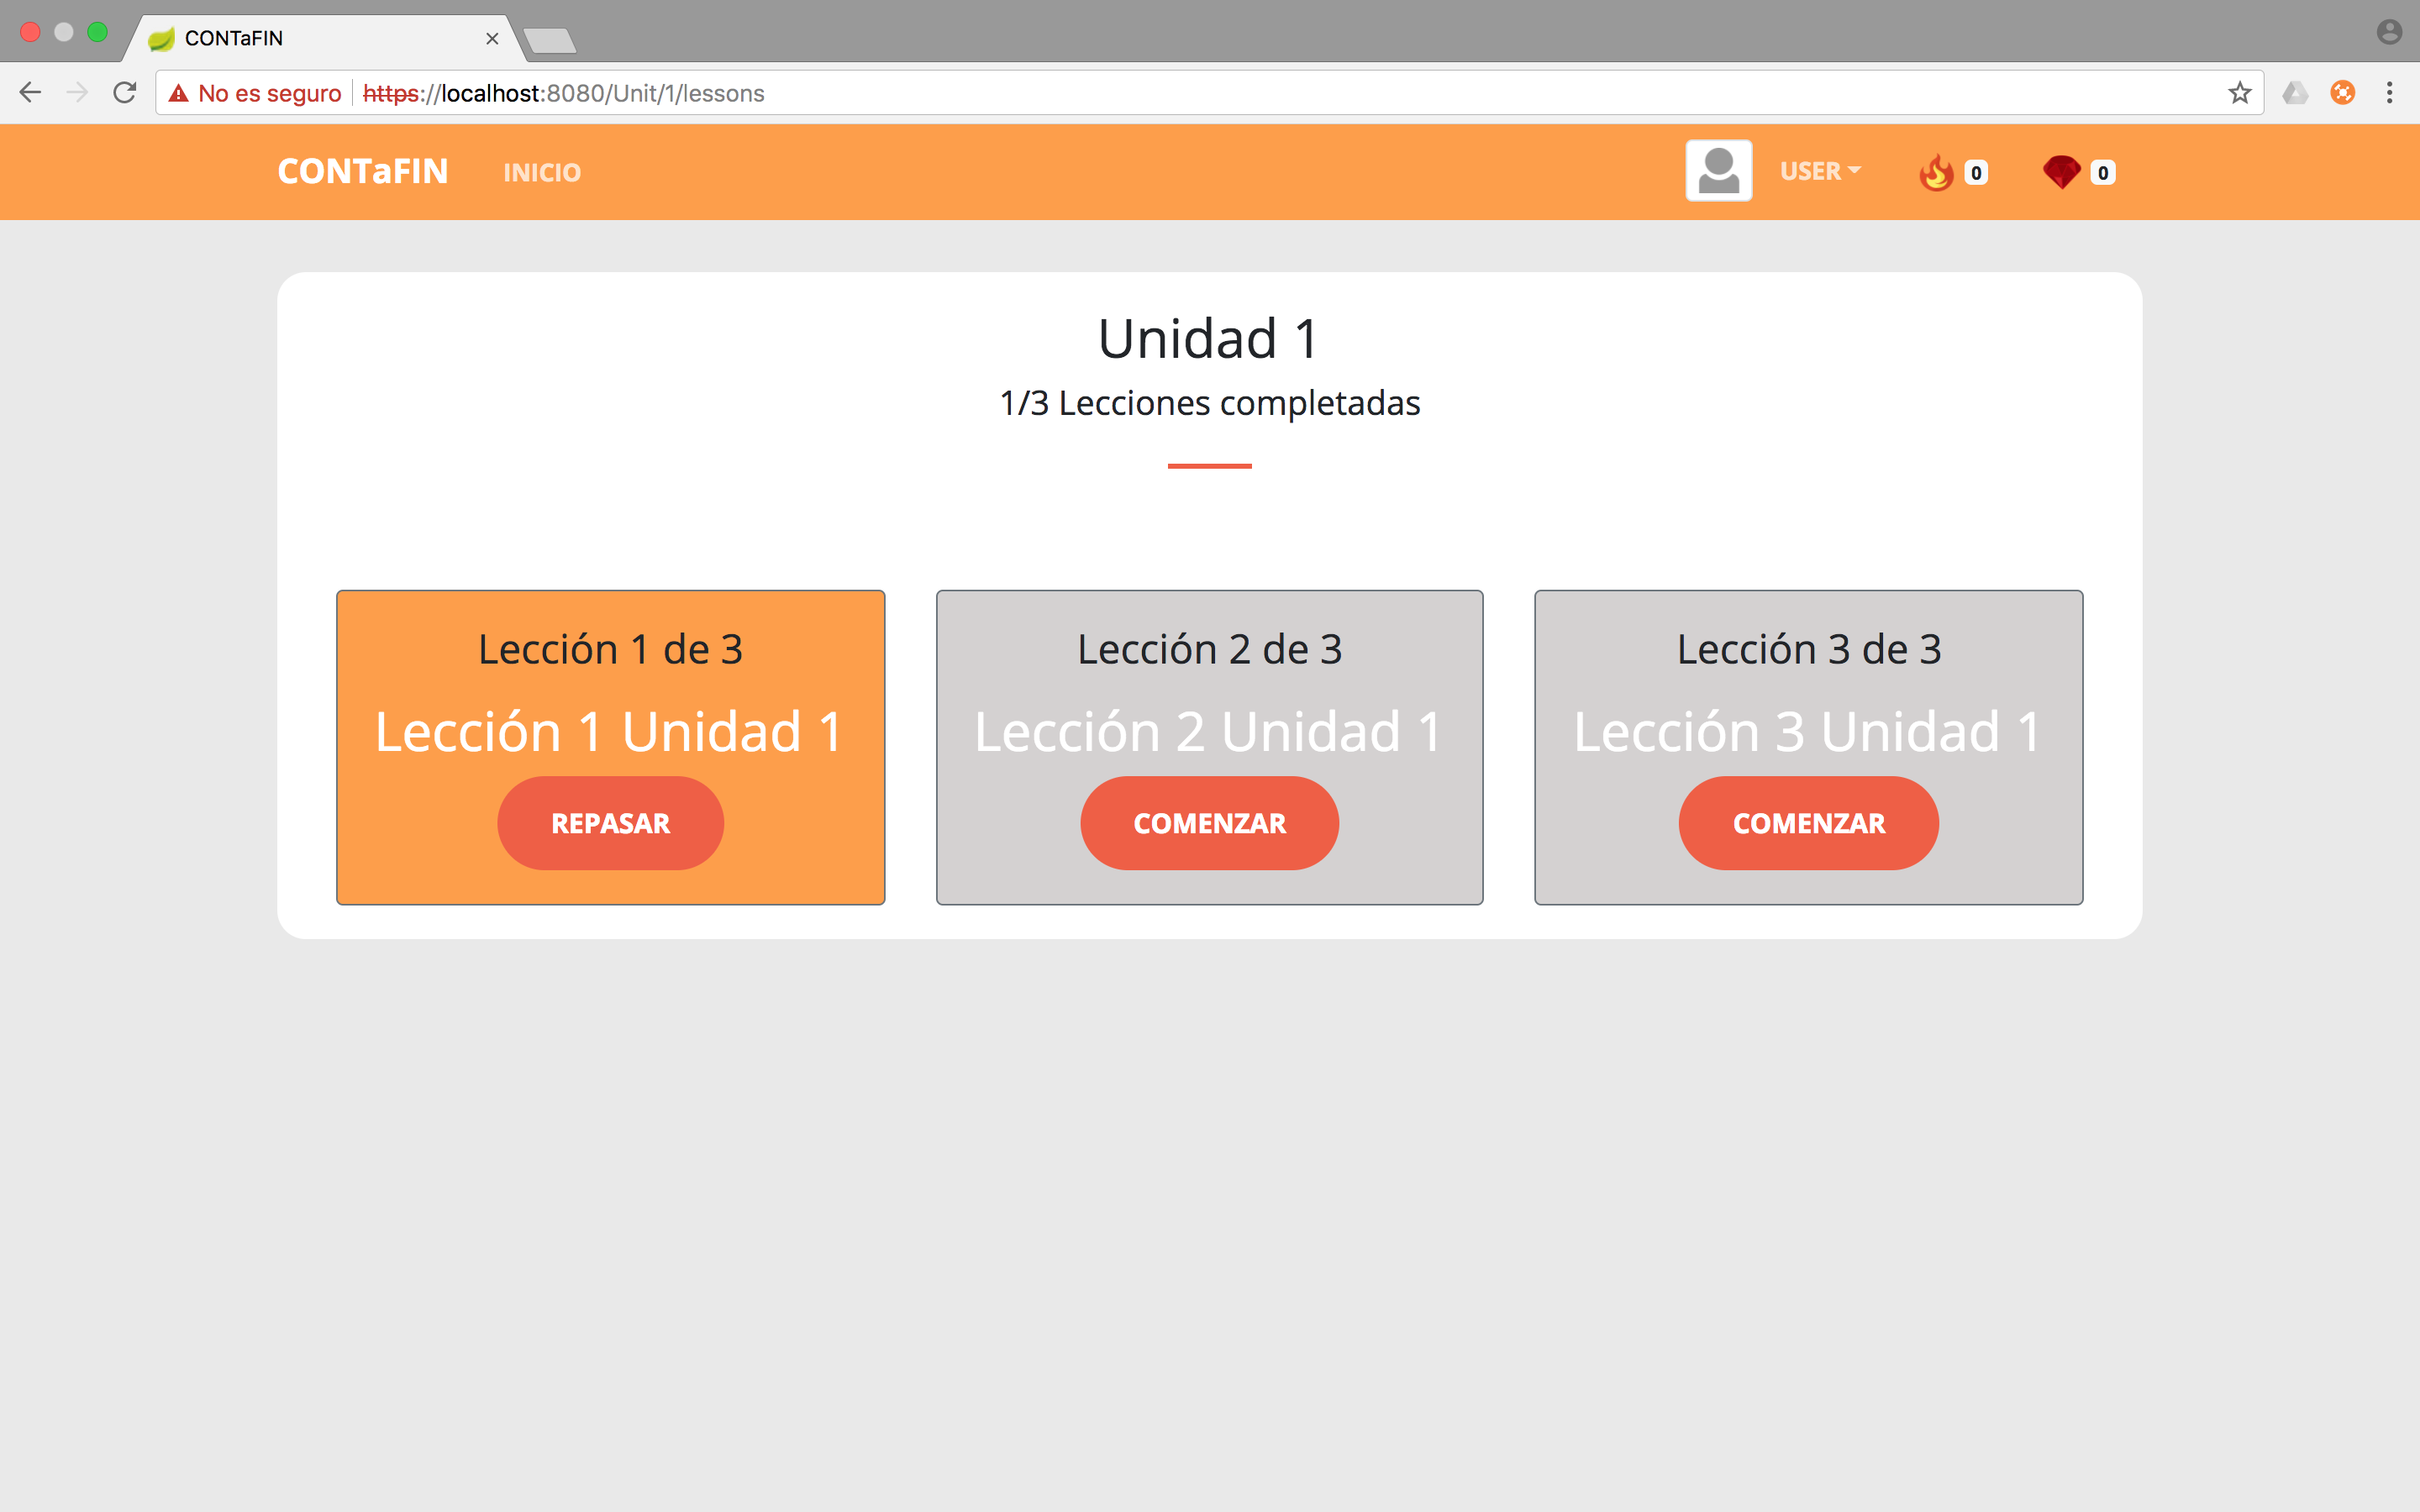 CONTaFIN
No es seguro https://localhost:8080/Unit/1/lessons
CONTaFIN INICIO USER 0 0
Unidad 1
1/3 Lecciones completadas
Lección 1 de 3
Lección 1 Unidad 1
REPASAR
Lección 2 de 3
Lección 2 Unidad 1
COMENZAR
Lección 3 de 3
Lección 3 Unidad 1
COMENZAR